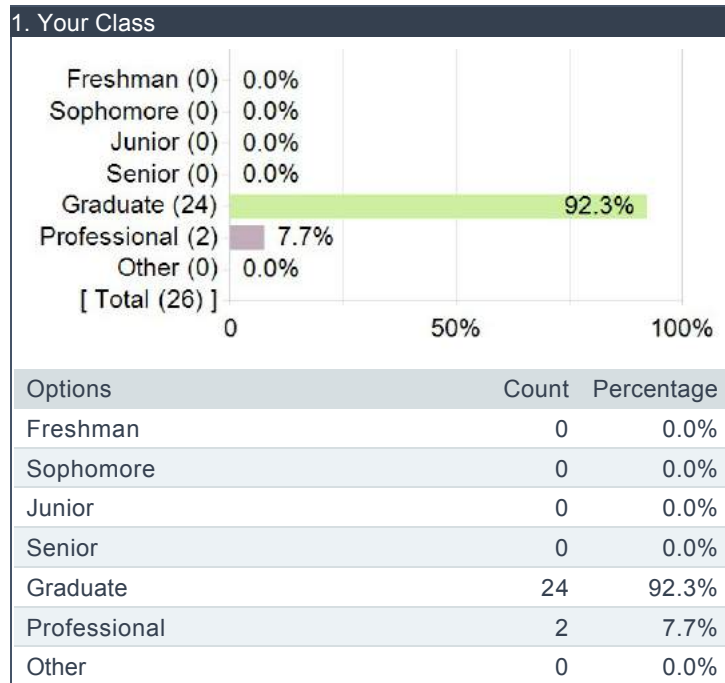 1. Your Class
Freshman (0) 0.0%
Sophomore (0) 0.0%
Junior (0) 0.0%
Senior (0) 0.0%
Graduate (24) 92.3%
Professional (2) 7.7%
Other (0) 0.0%
[ Total (26) ]
0 50% 100%
Options Count Percentage
Freshman 0 0.0%
Sophomore 0 0.0%
Junior 0 0.0%
Senior 0 0.0%
Graduate 24 92.3%
Professional 2 7.7%
Other 0 0.0%